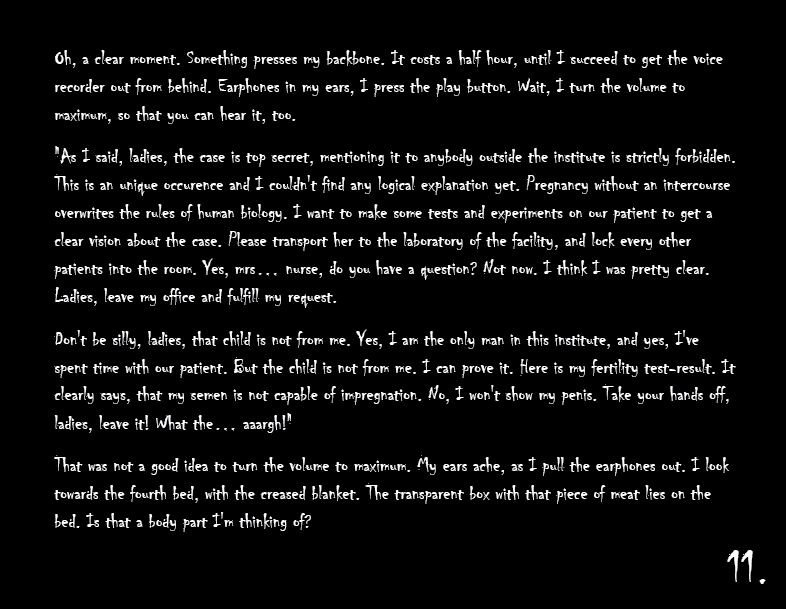 Oh, a clear moment. Something presses my backbone. It costs a half hour, until I succeed to get the voice
recorder out from behind. Earphones in my ears, I press the play button. Wait, I turn the volume to
maximum, so that you can hear it, too.
"As I said, ladies, the case is top secret, mentioning it to anybody outside the institute is strictly forbidden.
This is an unique occurence and I couldn't find any logical explanation yet. Pregnancy without an intercourse
overwrites the rules of human biology. I want to make some tests and experiments on our patient to get a
clear vision about the case. Please transport her to the laboratory of the facility, and lock every other
patients into the room. Yes, mrs... nurse, do you have a question? Not now. I think I was pretty clear.
Ladies, leave my office and fulfill my request.
Don't be silly, ladies, that child is not from me. Yes, I am the only man in this institute, and yes, I've
spent time with our patient. But the child is not from me. I can prove it. Here is my fertility test-result. It
clearly says, that my semen is not capable of impregnation. No, I won't show my penis. Take your hands off,
ladies, leave it! What the... aaargh!"
That was not a good idea to turn the volume to maximum. My ears ache, as I pull the earphones out. I look
towards the fourth bed, with the creased blanket. The transparent box with that piece of meat lies on the
bed. Is that a body part I'm thinking of?
11.